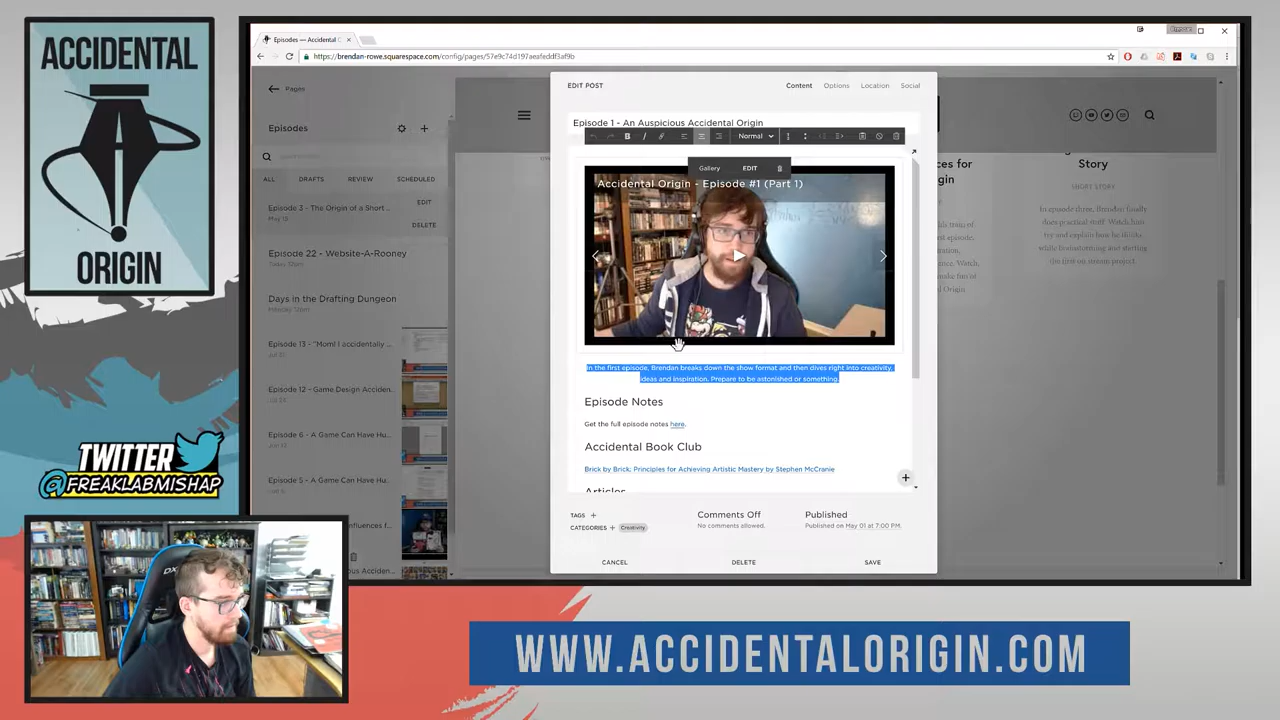 ACCIDENTAL
ORIGIN
TWITTER
@FREAKLABMISHAP
WWW.ACCIDENTALORIGIN.COM
Episodes — Accidental
https://brendan-rowe.squarespace.com/config/pages/57e9c74d197aeafeddf3af9b
Pages
Episodes
ALL DRAFTS REVIEW SCHEDULED
Episode 3 - The Origin of a Short ...
May 15
EDIT
DELETE
Episode 22 - Website-A-Rooney
Today, 12am
Days in the Drafting Dungeon
Monday 12am
Episode 13 - "Mom! I accidentally ...
Episode 12 - Game Design Acciden...
Episode 6 - A Game Can Have Hu...
Episode 5 - A Game Can Have Hu...
EDIT POST
Content Options Location Social
Episode 1 - An Auspicious Accidental Origin
B I Normal
Gallery EDIT
Accidental Origin - Episode #1 (Part 1)
In the first episode, Brendan breaks down the show format and then dives right into creativity,
ideas and inspiration. Prepare to be astonished or something.
Episode Notes
Get the full episode notes here.
Accidental Book Club
Brick by Brick: Principles for Achieving Artistic Mastery by Stephen McCranie
Articles
TAGS +
CATEGORIES + Creativity
Comments Off
No comments allowed.
Published
Published on May 01 at 7:00 PM.
CANCEL DELETE SAVE
Story
SHORT STORY
In episode three, Brendan finally
does practical stuff. Watch him
try and explain how he thinks
while brainstorming and starting
the first on stream project.